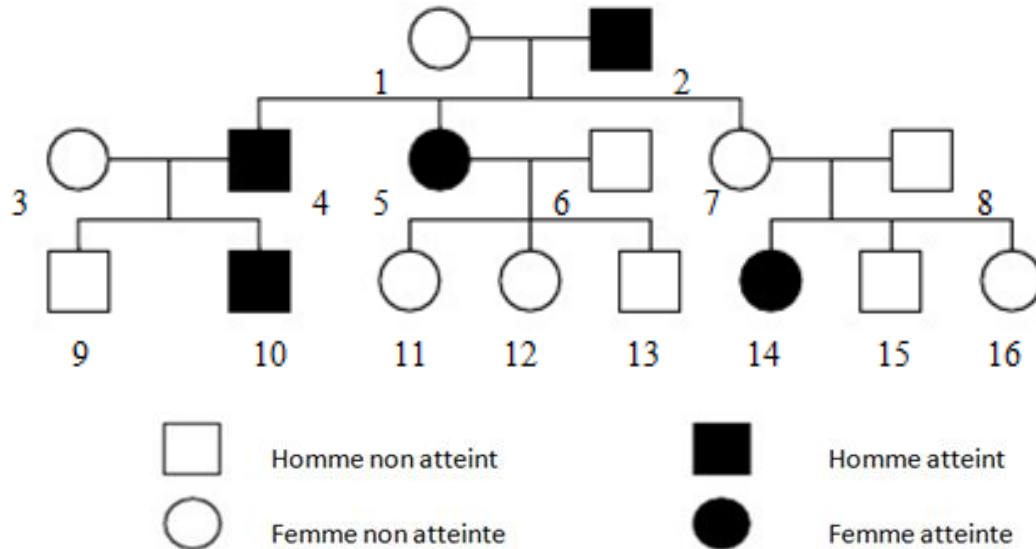 1 2
3 4 5 6 7 8
9 10 11 12 13 14 15 16
Homme non atteint Homme atteint
Femme non atteinte Femme atteinte